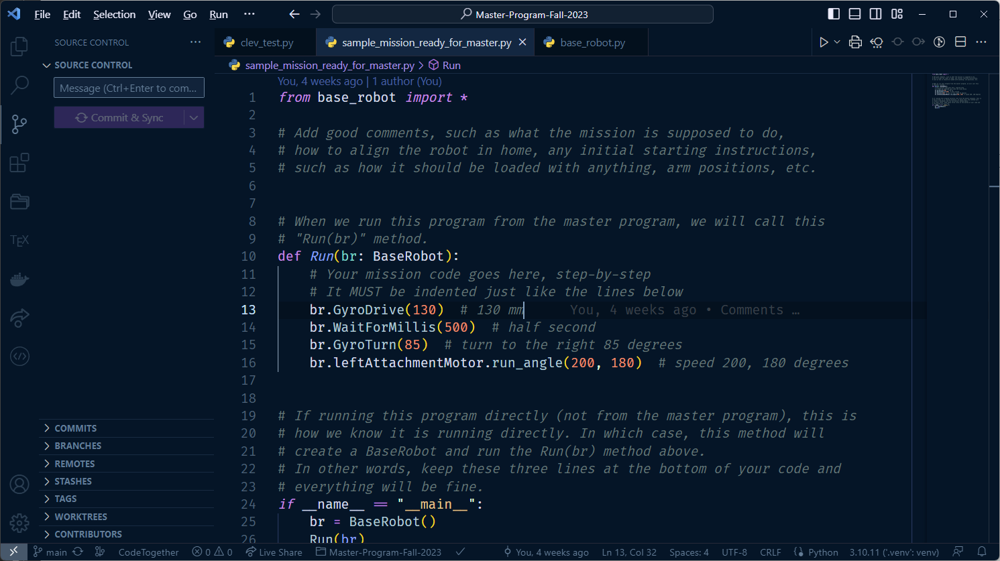 File Edit Selection View Go Run ··· Master-Program-Fall-2023
SOURCE CONTROL ···
clev_test.py sample_mission_ready_for_master.py base_robot.py
SOURCE CONTROL
sample_mission_ready_for_master.py > Run
Message (Ctrl+Enter to com...
Commit & Sync
TEX
You, 4 weeks ago | 1 author (You)
1 from base_robot import *
2
3 # Add good comments, such as what the mission is supposed to do,
4 # how to align the robot in home, any initial starting instructions,
5 # such as how it should be loaded with anything, arm positions, etc.
6
7
8 # When we run this program from the master program, we will call this
9 # "Run(br)" method.
10 def Run(br: BaseRobot):
11 # Your mission code goes here, step-by-step
12 # It MUST be indented just like the lines below
13 br.GyroDrive(130) # 130 mm You, 4 weeks ago • Comments …
14 br.WaitForMillis(500) # half second
15 br.GyroTurn(85) # turn to the right 85 degrees
16 br.leftAttachmentMotor.run_angle(200, 180) # speed 200, 180 degrees
17
18
19 # If running this program directly (not from the master program), this is
20 # how we know it is running directly. In which case, this method will
21 # create a BaseRobot and run the Run(br) method above.
22 # In other words, keep these three lines at the bottom of your code and
23 # everything will be fine.
24 if __name__ == "__main__":
25 br = BaseRobot()
26 Run(br)
COMMITS
BRANCHES
REMOTES
STASHES
TAGS
WORKTREES
CONTRIBUTORS
main CodeTogether 0 0 Live Share Master-Program-Fall-2023 You, 4 weeks ago Ln 13, Col 32 Spaces: 4 UTF-8 CRLF Python 3.10.11 ('.venv': venv)